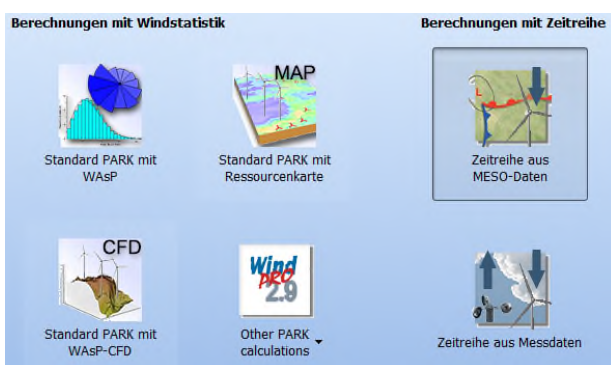 Berechnungen mit Windstatistik
Berechnungen mit Zeitreihe
MAP
L
Standard PARK mit
WAsP
Standard PARK mit
Ressourcenkarte
Zeitreihe aus
MESO-Daten
CFD
Wind
PRO
2.9
Standard PARK mit
WAsP-CFD
Other PARK
calculations
Zeitreihe aus Messdaten